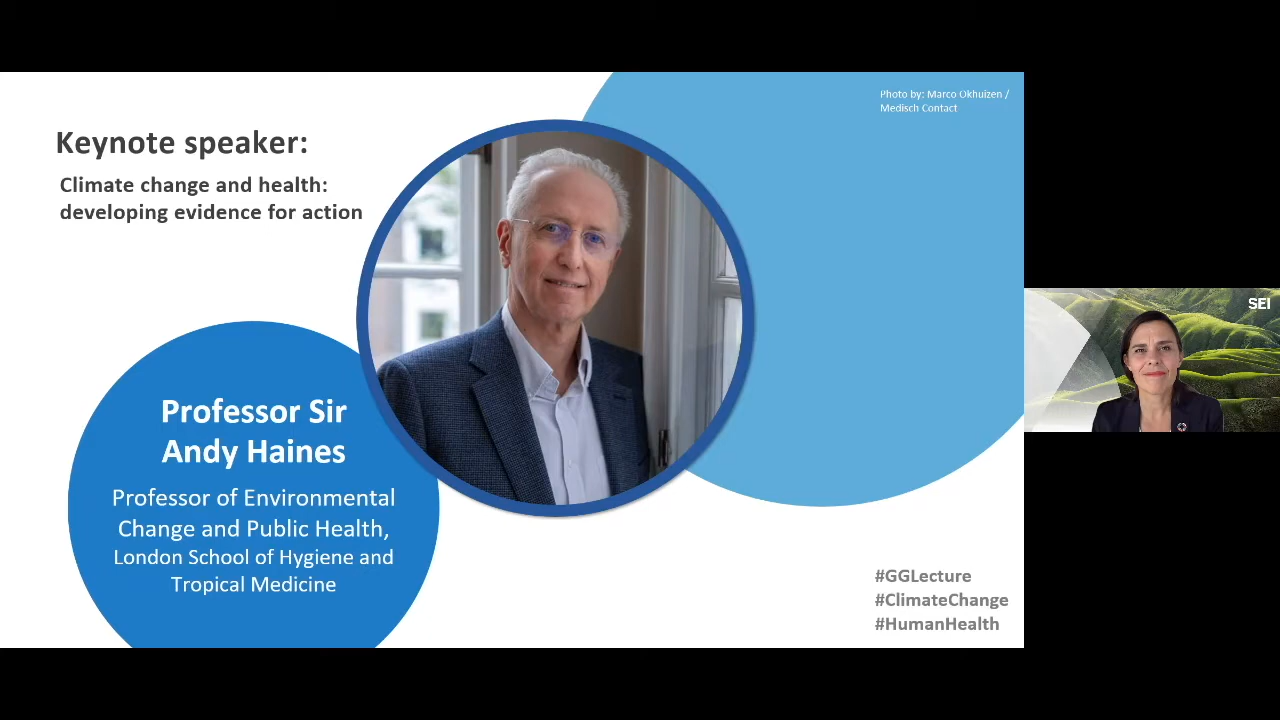 Photo by: Marco Okhuizen /
Medisch Contact
Keynote speaker:
Climate change and health:
developing evidence for action
Professor Sir
Andy Haines
Professor of Environmental
Change and Public Health,
London School of Hygiene and
Tropical Medicine
#GGLecture
#ClimateChange
#HumanHealth
SEI